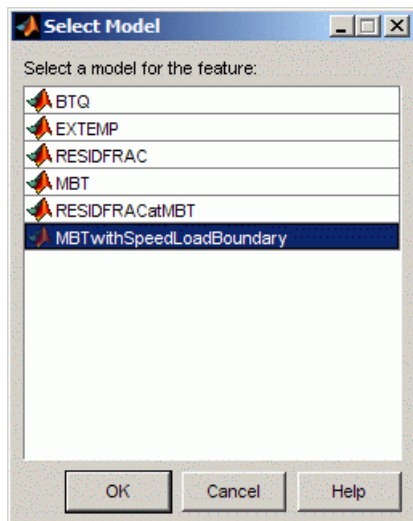 Select Model
Select a model for the feature:
BTQ
EXTEMP
RESIDFRAC
MBT
RESIDFRACatMBT
MBTwithSpeedLoadBoundary
OK Cancel Help